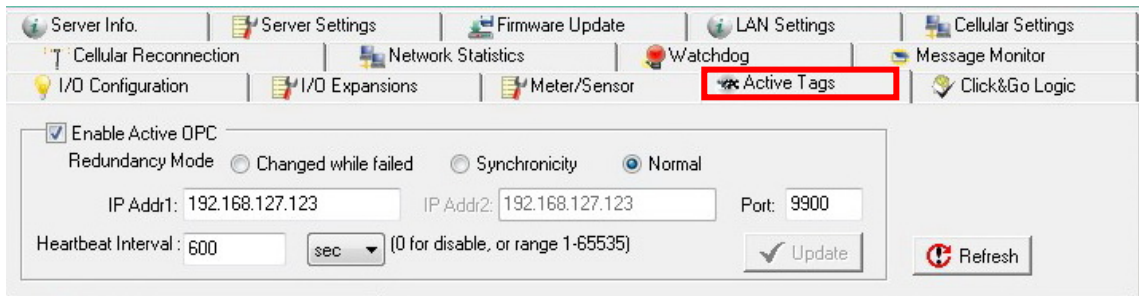 Server Info. Server Settings Firmware Update LAN Settings Cellular Settings
Cellular Reconnection Network Statistics Watchdog Message Monitor
I/O Configuration I/O Expansions Meter/Sensor Active Tags Click&Go Logic
Enable Active OPC
Redundancy Mode Changed while failed Synchronicity Normal
IP Addr1: 192.168.127.123 IP Addr2: 192.168.127.123 Port: 9900
Heartbeat Interval : 600 sec (0 for disable, or range 1-65535) Update Refresh